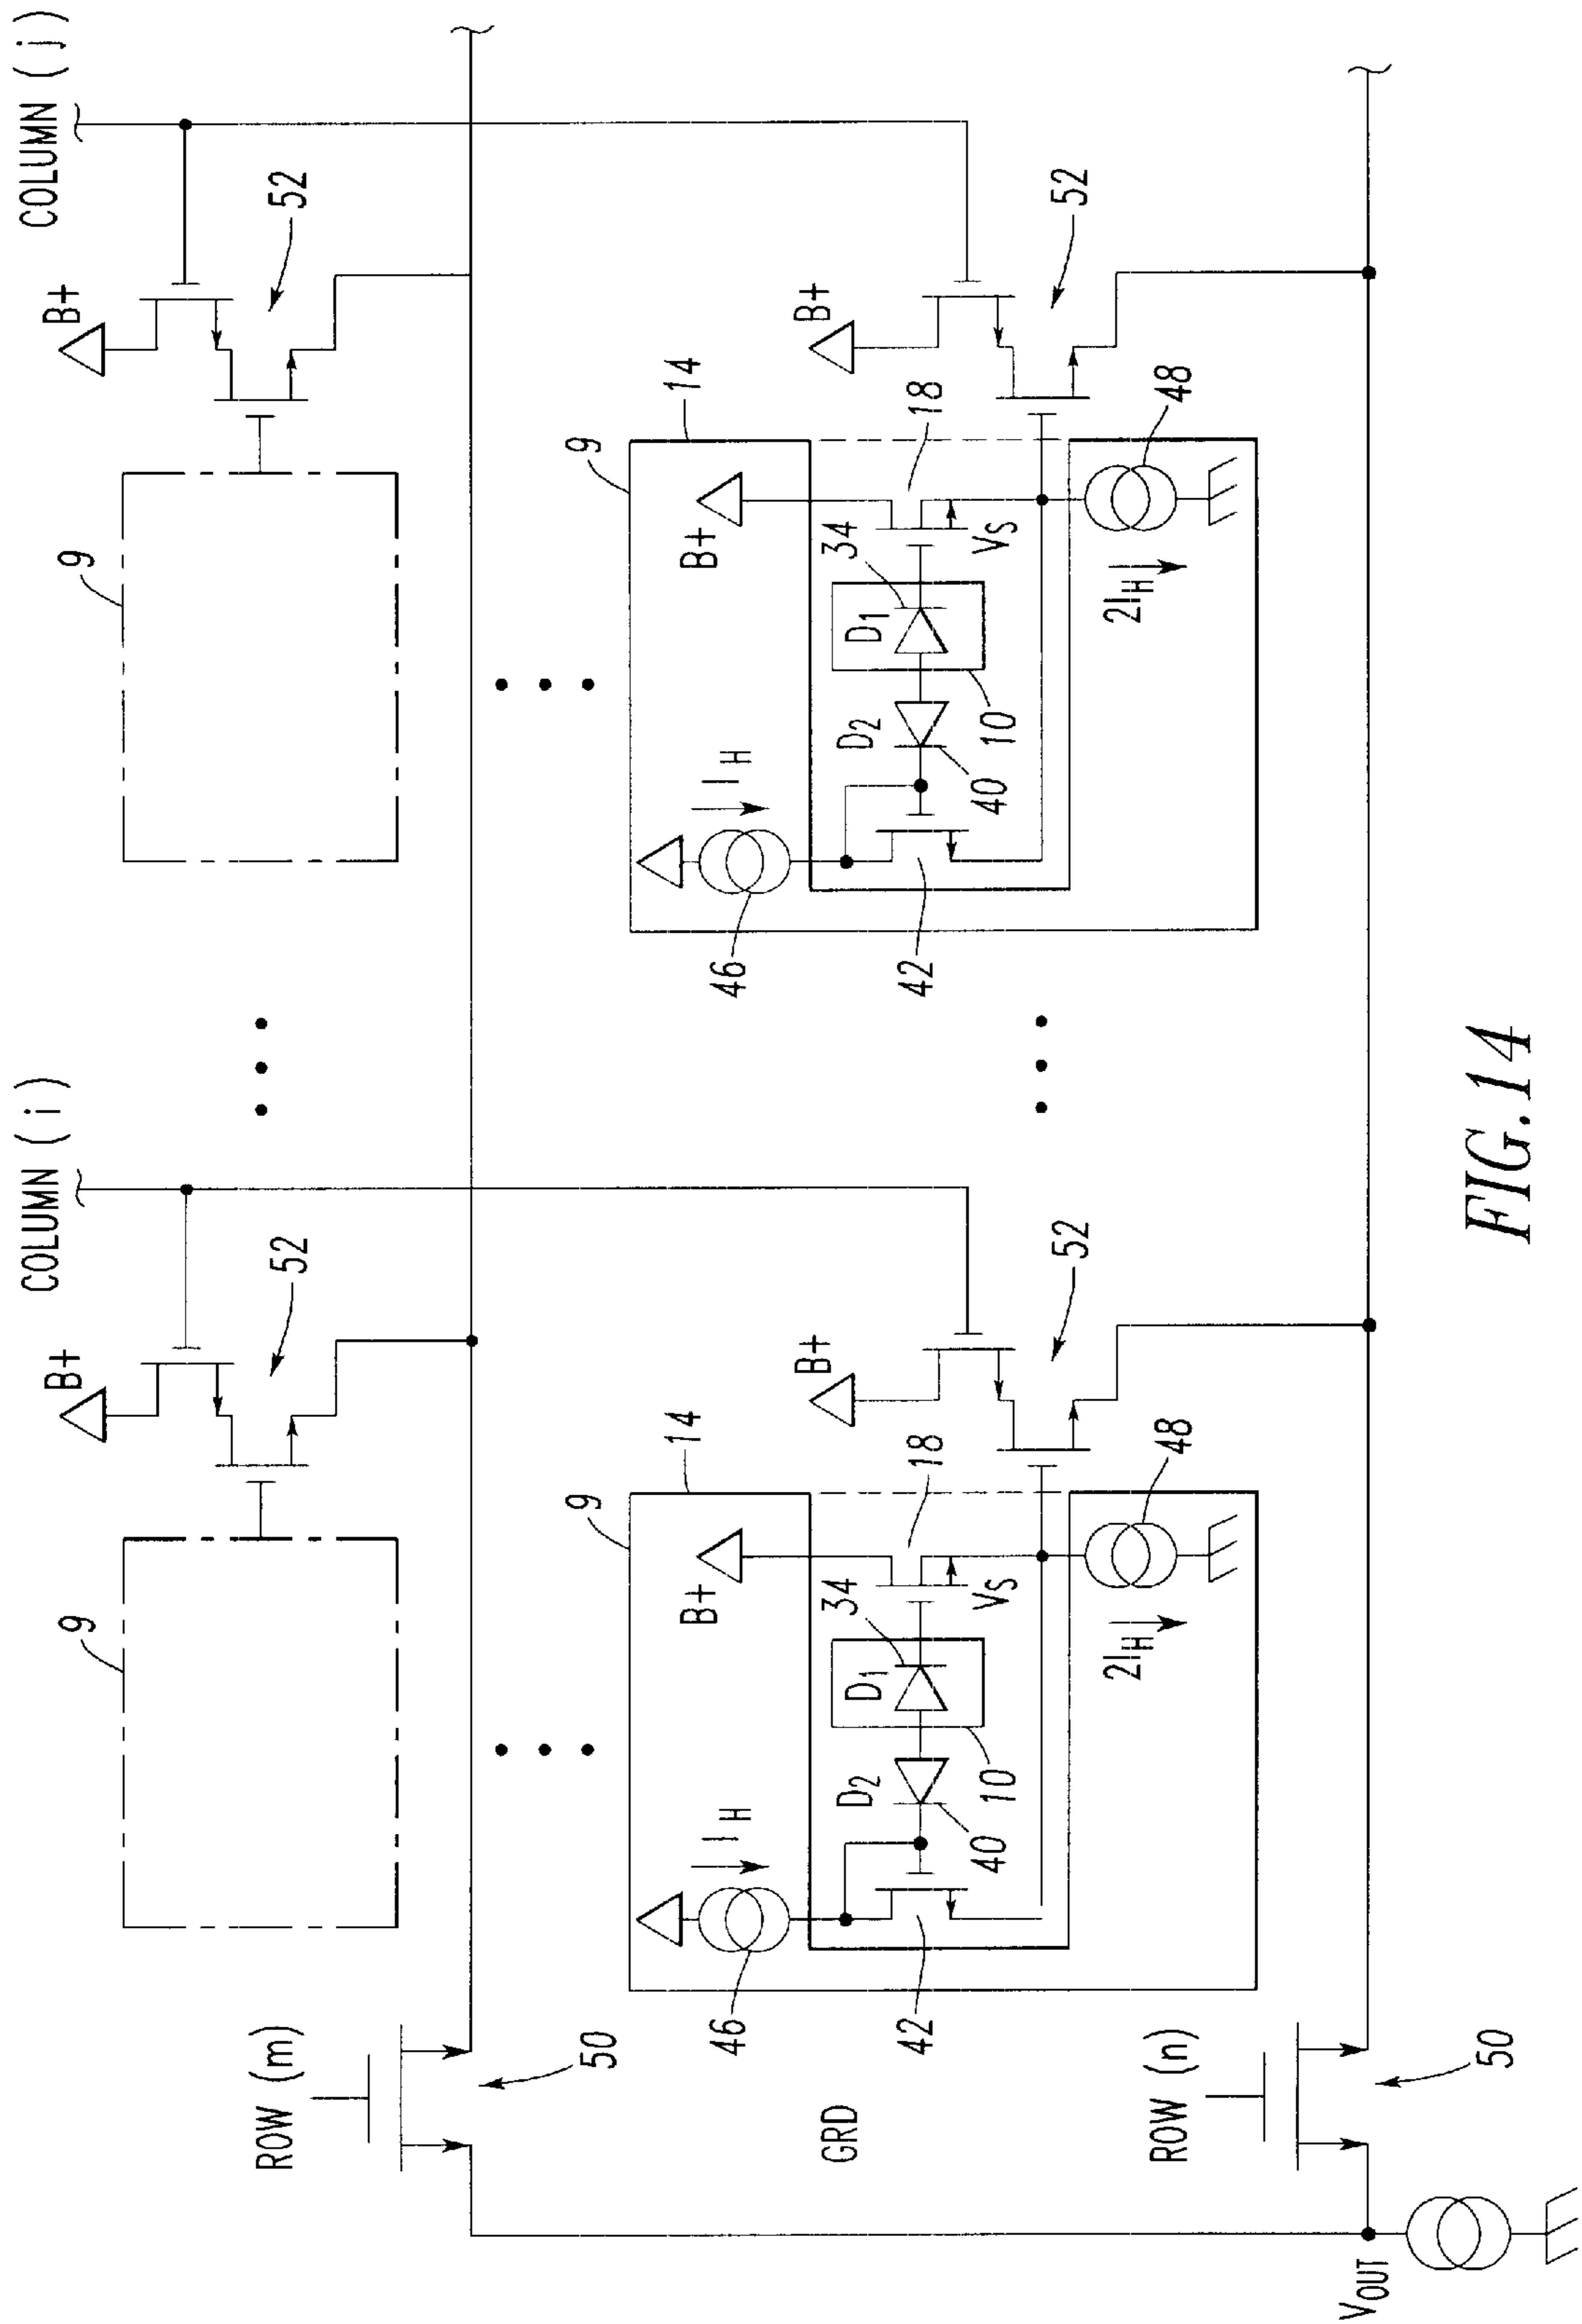 COLUMN (i)
COLUMN (j)
B+
52
B+
52
9
9
ROW (m)
50
9
14
B+
52
9
14
B+
52
46
I H
B+
18
46
I H
B+
18
42
D2
D1
34
VS
42
D2
D1
34
VS
40
10
40
10
2IH
48
2IH
48
GRD
ROW (n)
50
VOUT
FIG. 14